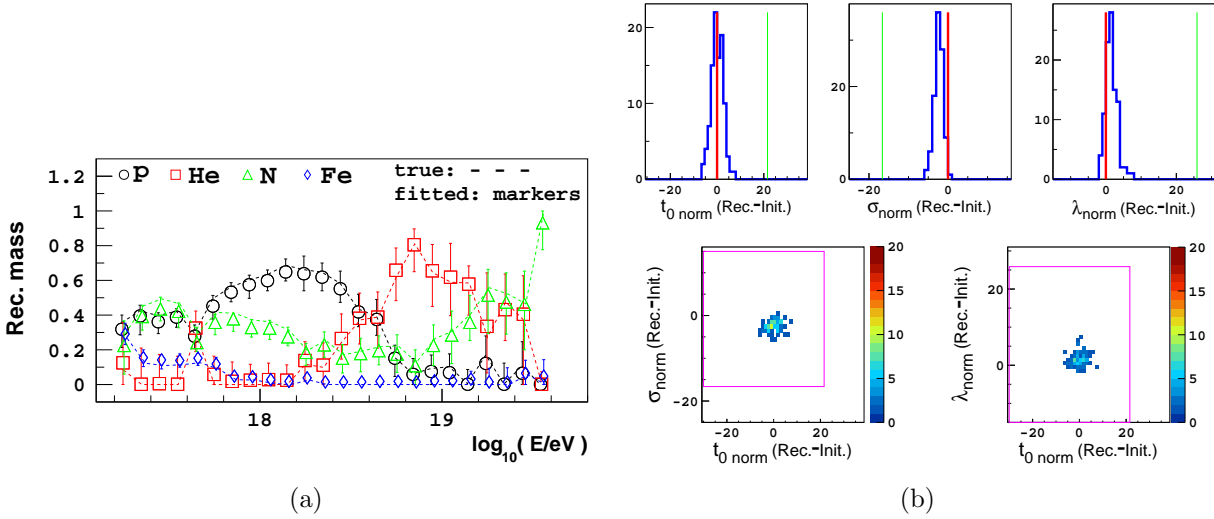 p He N Fe
true: - - -
fitted: markers
Rec. mass
1.2
1
0.8
0.6
0.4
0.2
0
18 19
log10( E/eV)
(a)
20
10
0
−20 0 20
t0 norm (Rec.-Init.)
20
0
−20 0
σnorm (Rec.-Init.)
20
10
0
0 20
λnorm (Rec.-Init.)
σnorm (Rec.-Init.)
0
−20
−20 0 20
t0 norm (Rec.-Init.)
20
15
10
5
0
λnorm (Rec.-Init.)
20
0
−20 0 20
t0 norm (Rec.-Init.)
20
15
10
5
0
(b)